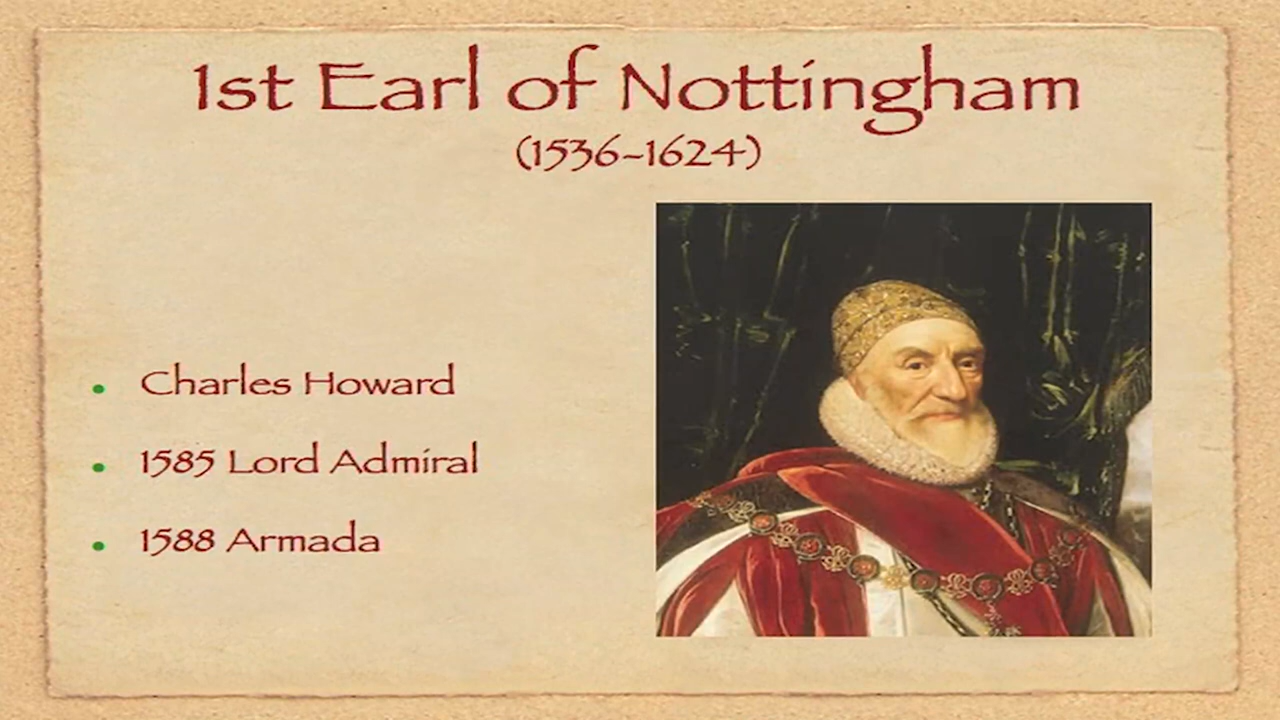 1st Earl of Nottingham
(1536-1624)
Charles Howard
1585 Lord Admiral
1588 Armada